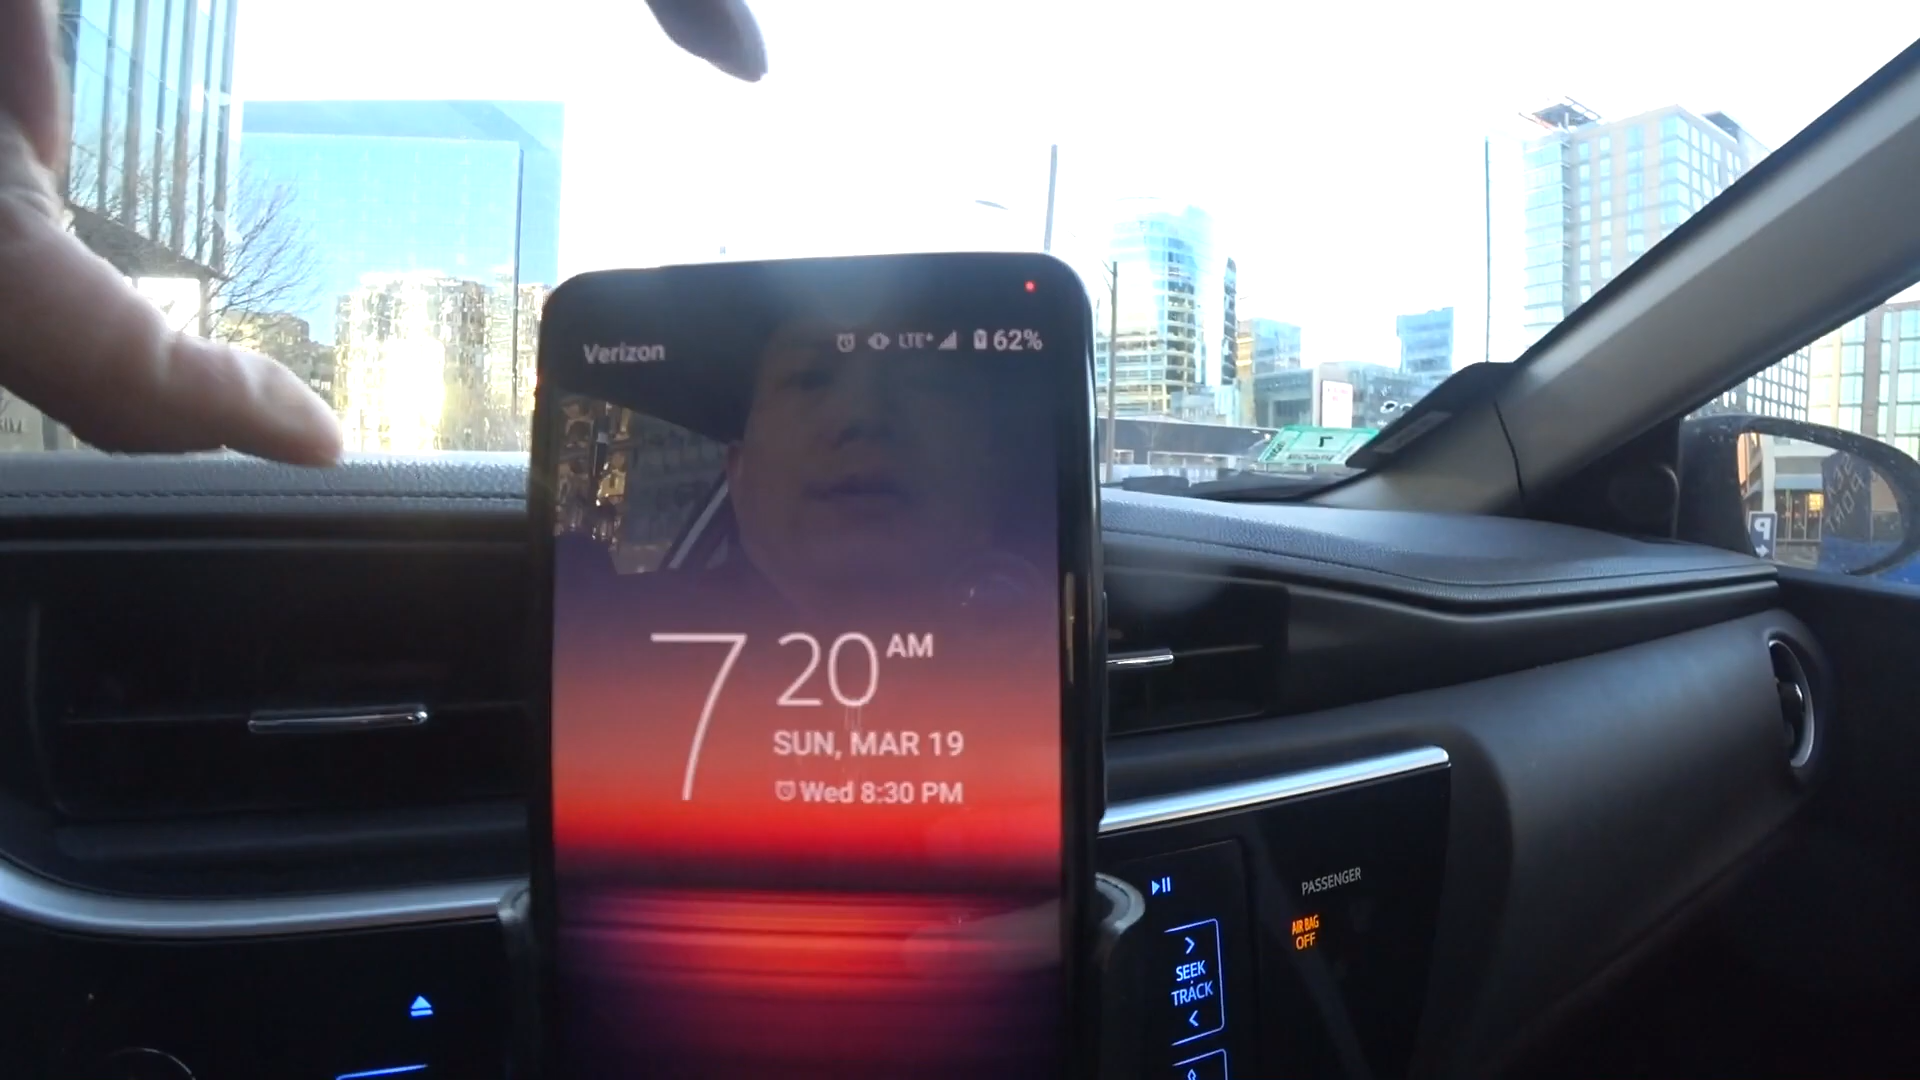 Verizon
LTE+ 62%
7 20 AM
SUN, MAR 19
Wed 8:30 PM
PASSENGER
AIR BAG
OFF
SEEK
TRACK
P